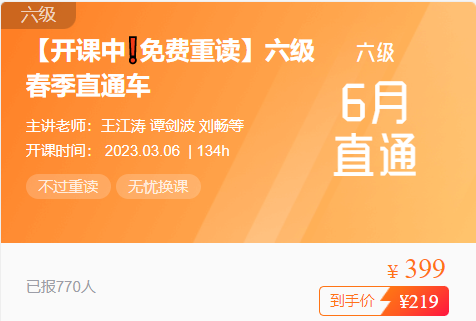 六级
【开课中❗免费重读】六级
春季直通车
六级
6月
直通
主讲老师：王江涛 谭剑波 刘畅等
开课时间： 2023.03.06 | 134h
不过重读 无忧换课
¥ 399
已报770人
到手价 ¥219